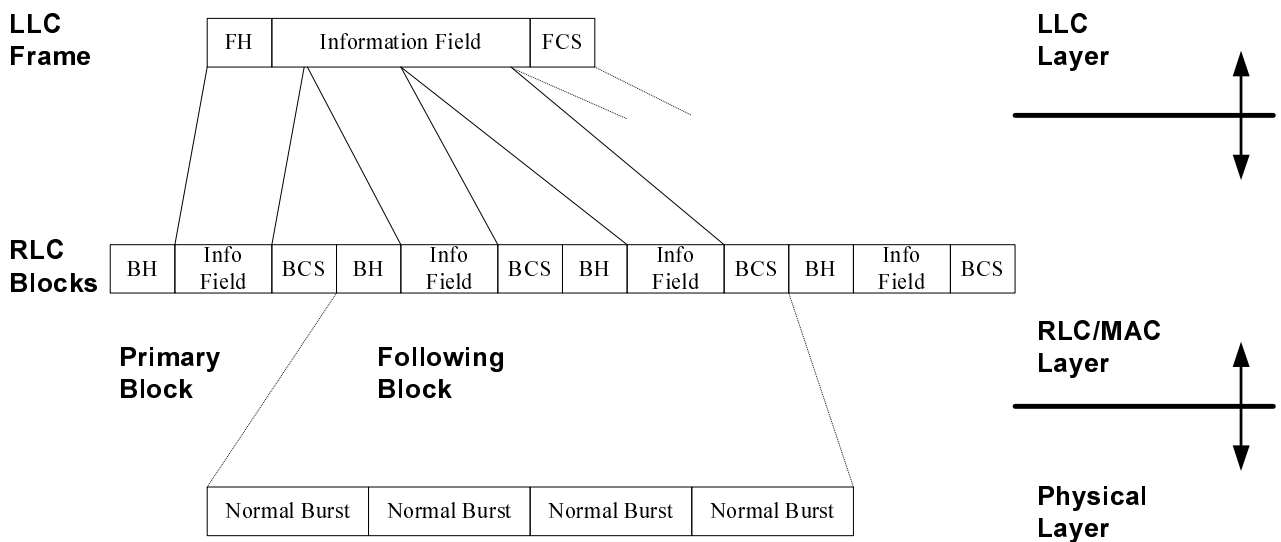 LLC
Frame
FH
Information Field
FCS
LLC
Layer
RLC
Blocks
BH
Info
Field
BCS
BH
Info
Field
BCS
BH
Info
Field
BCS
BH
Info
Field
BCS
Primary
Block
Following
Block
RLC/MAC
Layer
Normal Burst
Normal Burst
Normal Burst
Normal Burst
Physical
Layer